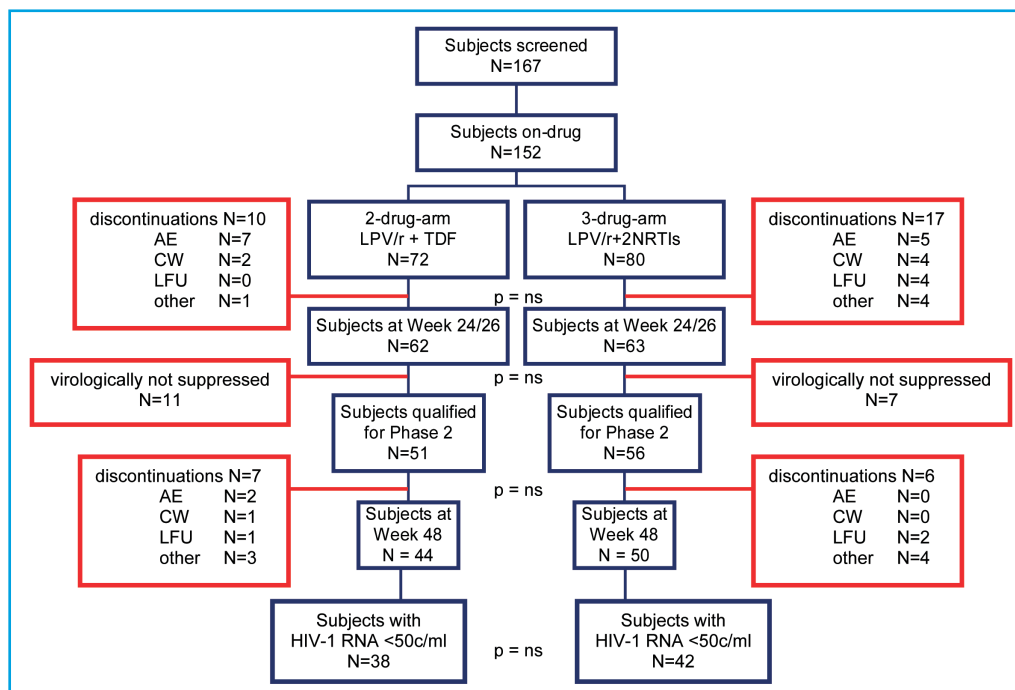 Subjects screened
N=167
Subjects on-drug
N=152
discontinuations N=10
AE N=7
CW N=2
LFU N=0
other N=1
2-drug-arm
LPV/r + TDF
N=72
3-drug-arm
LPV/r+2NRTIs
N=80
discontinuations N=17
AE N=5
CW N=4
LFU N=4
other N=4
p = ns
Subjects at Week 24/26
N=62
Subjects at Week 24/26
N=63
virologically not suppressed
N=11
p = ns
virologically not suppressed
N=7
Subjects qualified
for Phase 2
N=51
Subjects qualified
for Phase 2
N=56
discontinuations N=7
AE N=2
CW N=1
LFU N=1
other N=3
p = ns
discontinuations N=6
AE N=0
CW N=0
LFU N=2
other N=4
Subjects at
Week 48
N = 44
Subjects at
Week 48
N = 50
Subjects with
HIV-1 RNA <50c/ml
N=38
p = ns
Subjects with
HIV-1 RNA <50c/ml
N=42